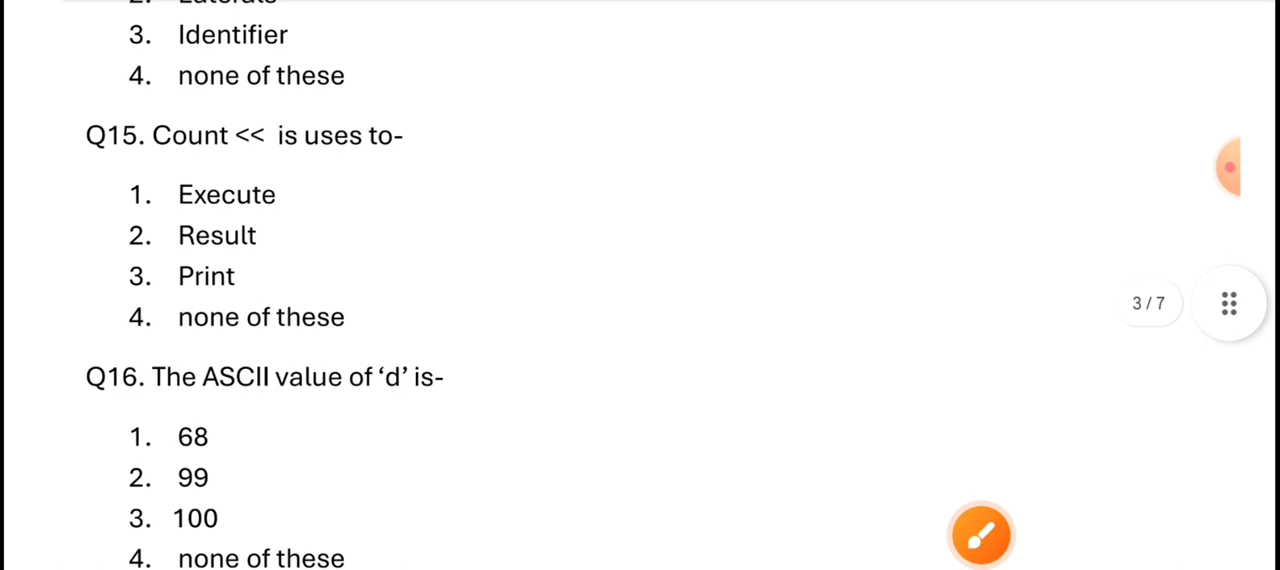 3. Identifier
4. none of these
Q15. Count << is uses to-
1. Execute
2. Result
3. Print
4. none of these
3 / 7
Q16. The ASCII value of ‘d’ is-
1. 68
2. 99
3. 100
4. none of these